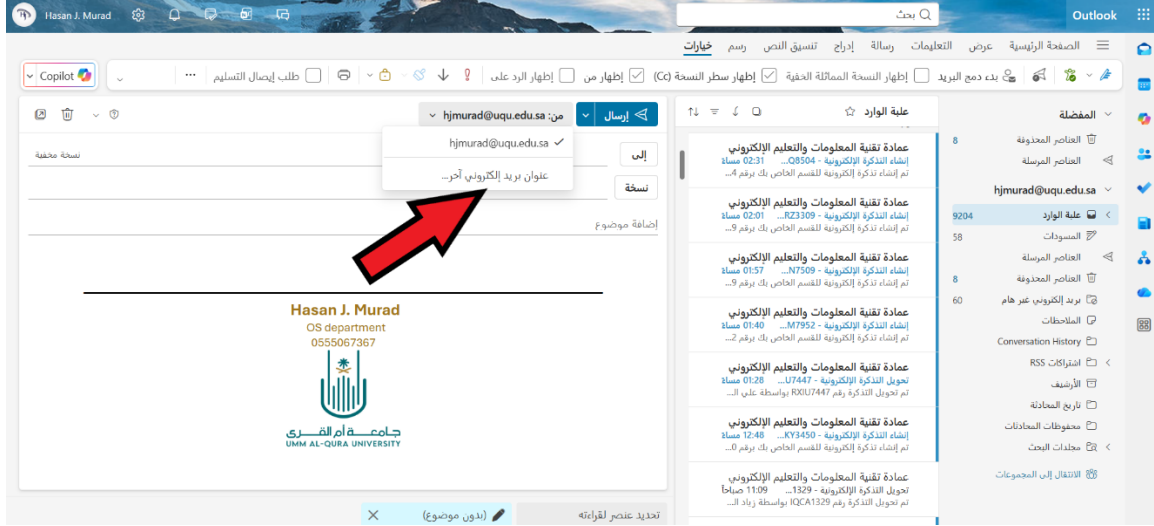 Hasan J. Murad
بحث
Outlook
الصفحة الرئيسية
عرض
التعليمات
رسالة
إدراج
تنسيق النص
رسم
خيارات
بدء دمج البريد
إظهار النسخة المماثلة الخفية
إظهار سطر النسخة (Cc)
إظهار من
إظهار الرد على
طلب إيصال التسليم
...
Copilot
المفضلة
العناصر المحذوفة 8
العناصر المرسلة
hjmurad@uqu.edu.sa
علبة الوارد 9204
المسودات 58
العناصر المرسلة
العناصر المحذوفة 8
بريد إلكتروني غير هام 60
الملاحظات
Conversation History
اشتراكات RSS
الأرشيف
تاريخ المحادثة
محفوظات المحادثات
مجلدات البحث
الانتقال إلى المجموعات
علبة الوارد
عمادة تقنية المعلومات والتعليم الإلكتروني
إنشاء التذكرة الإلكترونية - Q8504... 02:31 مساءً
تم إنشاء تذكرة إلكترونية للقسم الخاص بك برقم 4...
عمادة تقنية المعلومات والتعليم الإلكتروني
إنشاء التذكرة الإلكترونية - RZ3309... 02:01 مساءً
تم إنشاء تذكرة إلكترونية للقسم الخاص بك برقم 9...
عمادة تقنية المعلومات والتعليم الإلكتروني
إنشاء التذكرة الإلكترونية - N7509... 01:57 مساءً
تم إنشاء تذكرة إلكترونية للقسم الخاص بك برقم 9...
عمادة تقنية المعلومات والتعليم الإلكتروني
إنشاء التذكرة الإلكترونية - M7952... 01:40 مساءً
تم إنشاء تذكرة إلكترونية للقسم الخاص بك برقم 2...
عمادة تقنية المعلومات والتعليم الإلكتروني
تحويل التذكرة الإلكترونية - U7447... 01:28 مساءً
تم تحويل التذكرة رقم RXIU7447 بواسطة علي ال...
عمادة تقنية المعلومات والتعليم الإلكتروني
إنشاء التذكرة الإلكترونية - KY3450... 12:48 مساءً
تم إنشاء تذكرة إلكترونية للقسم الخاص بك برقم 0...
عمادة تقنية المعلومات والتعليم الإلكتروني
تحويل التذكرة الإلكترونية - 1329... 11:09 صباحاً
تم تحويل التذكرة رقم IQCA1329 بواسطة زياد ال...
إرسال
من: hjmurad@uqu.edu.sa
hjmurad@uqu.edu.sa
عنوان بريد إلكتروني آخر...
إلى
نسخة مخفية
نسخة
إضافة موضوع
Hasan J. Murad
OS department
0555067367
جامعة أم القرى
UMM AL-QURA UNIVERSITY
تحديد عنصر لقراءته
(بدون موضوع)